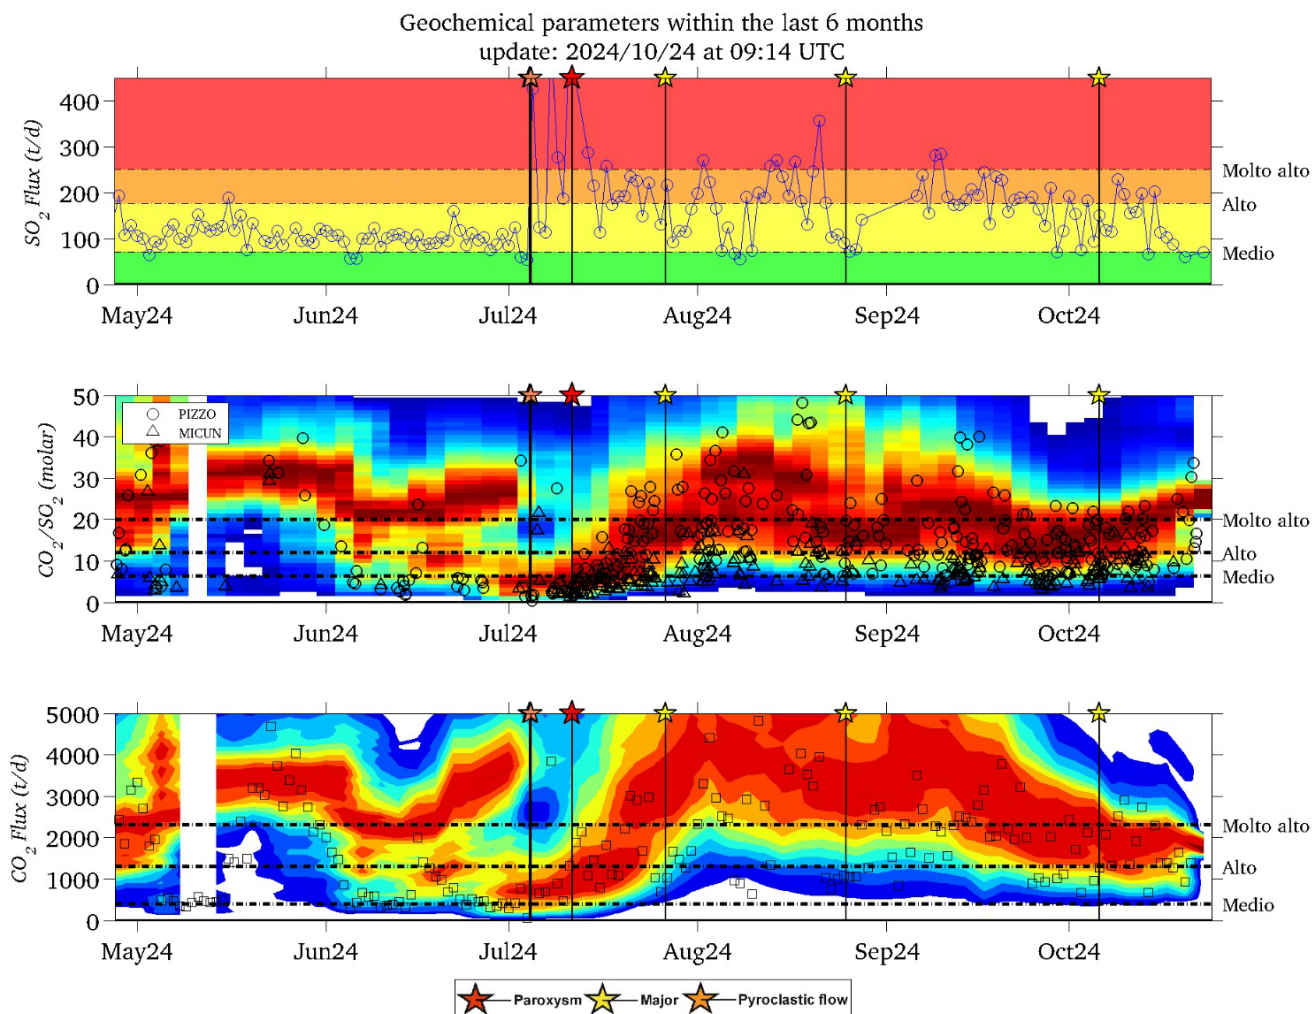 Geochemical parameters within the last 6 months
update: 2024/10/24 at 09:14 UTC
SO2 Flux (t/d)
400
300
200
100
0
Molto alto
Alto
Medio
May24 Jun24 Jul24 Aug24 Sep24 Oct24
CO2/SO2 (molar)
50
40
30
20
10
0
PIZZO
MICUN
Molto alto
Alto
Medio
May24 Jun24 Jul24 Aug24 Sep24 Oct24
CO2 Flux (t/d)
5000
4000
3000
2000
1000
0
Molto alto
Alto
Medio
May24 Jun24 Jul24 Aug24 Sep24 Oct24
Paroxysm Major Pyroclastic flow